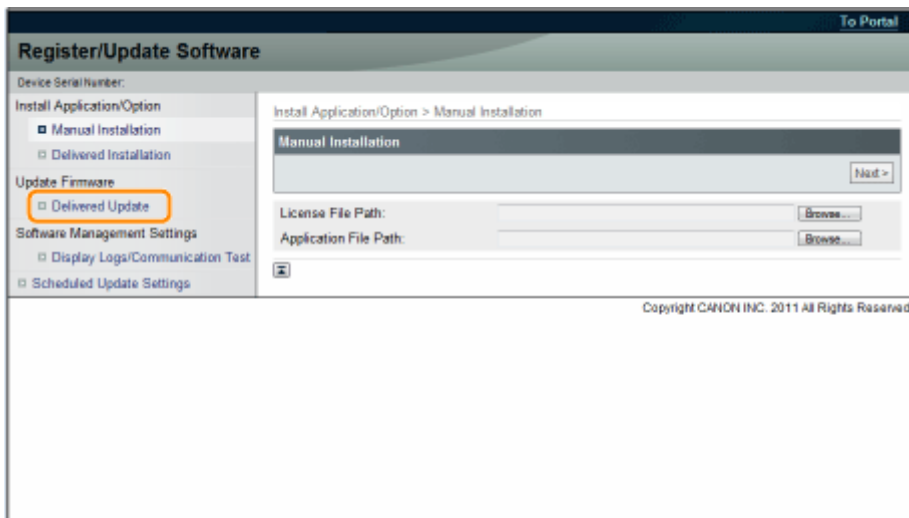 To Portal
Register/Update Software
Device Serial Number:
Install Application/Option
Manual Installation
Delivered Installation
Update Firmware
Delivered Update
Software Management Settings
Display Logs/Communication Test
Scheduled Update Settings
Install Application/Option > Manual Installation
Manual Installation
Next >
License File Path: Browse...
Application File Path: Browse...
Copyright CANON INC. 2011 All Rights Reserved